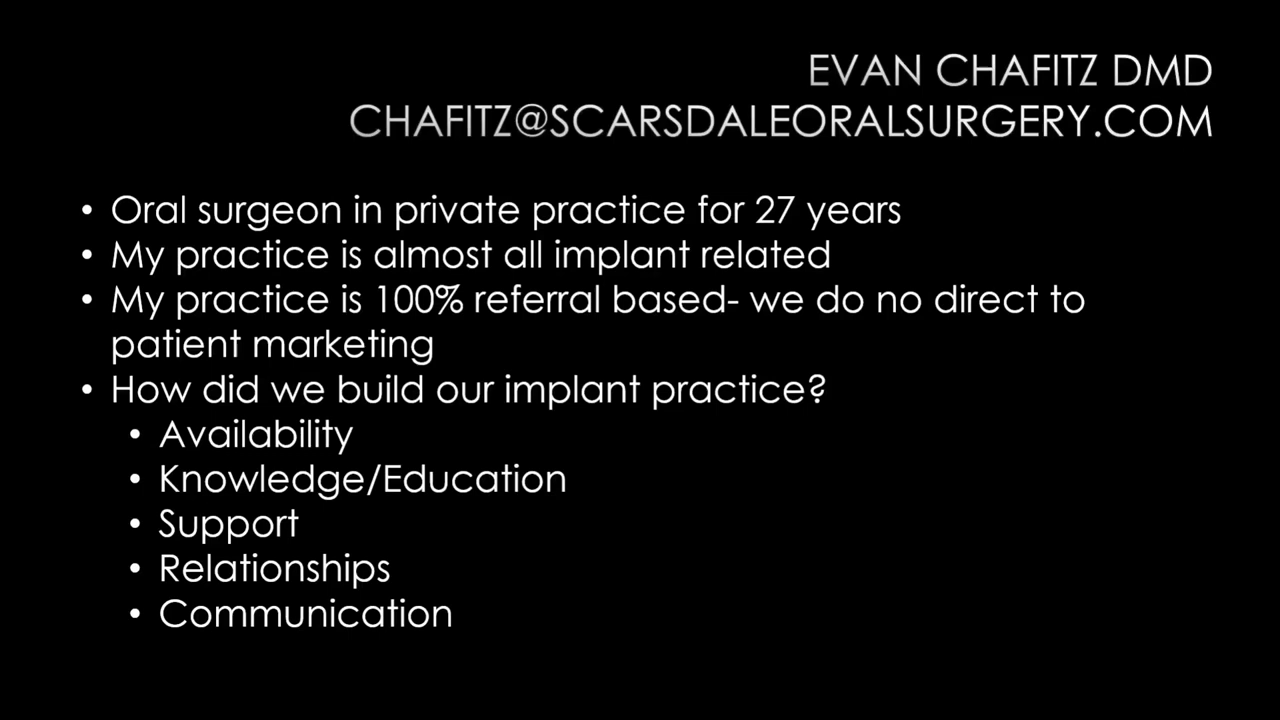 EVAN CHAFITZ DMD
CHAFITZ@SCARSDALEORALSURGERY.COM
• Oral surgeon in private practice for 27 years
• My practice is almost all implant related
• My practice is 100% referral based- we do no direct to
patient marketing
• How did we build our implant practice?
• Availability
• Knowledge/Education
• Support
• Relationships
• Communication